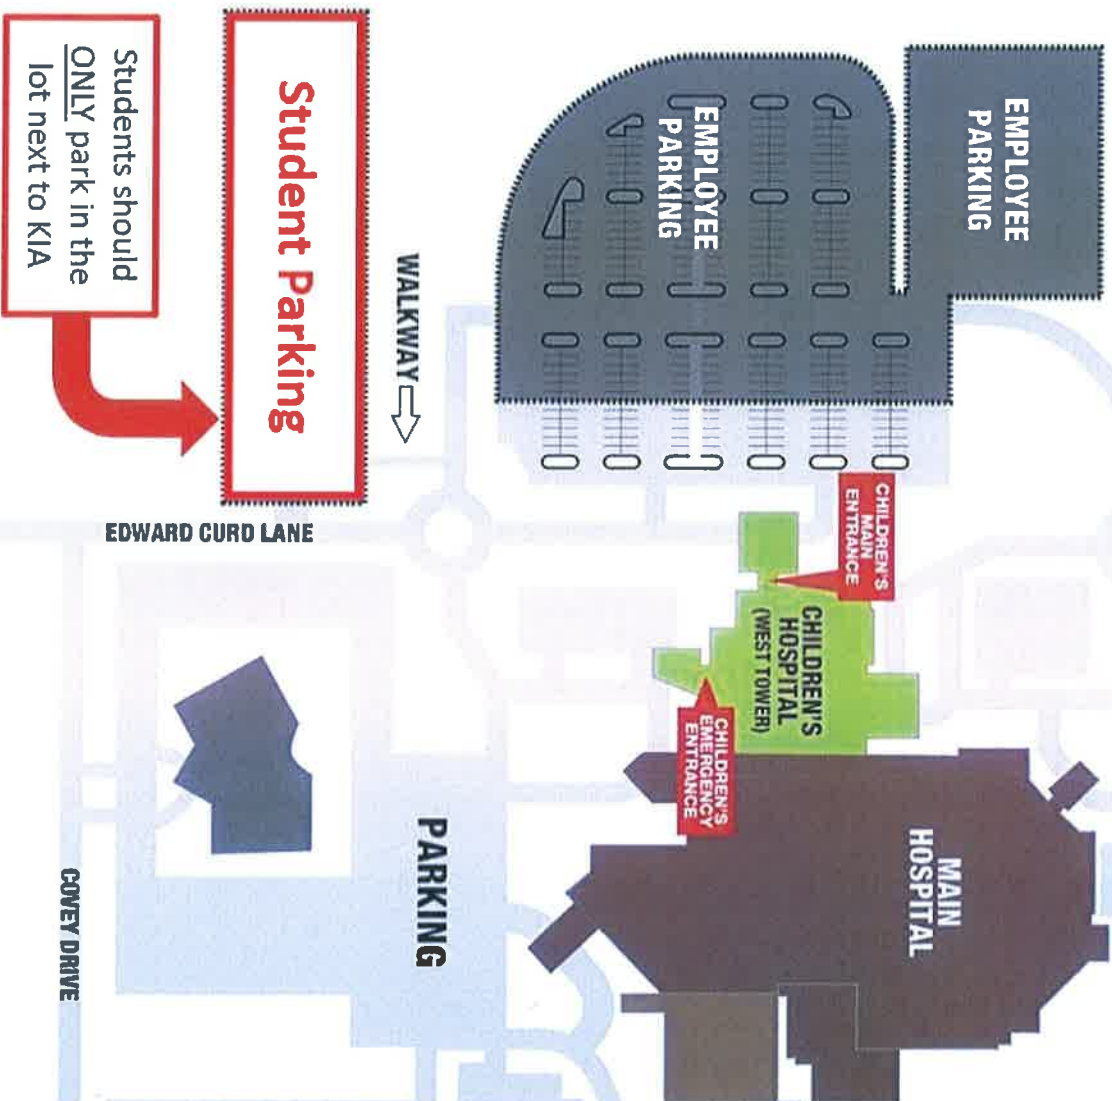 EMPLOYEE
PARKING
MAIN
HOSPITAL
CHILDREN'S
MAIN
ENTRANCE
CHILDREN'S
HOSPITAL
(WEST TOWER)
EMPLOYEE
PARKING
CHILDREN'S
EMERGENCY
ENTRANCE
PARKING
WALKWAY
Student Parking
EDWARD CURD LANE
Students should
ONLY park in the
lot next to KIA
COVEY DRIVE